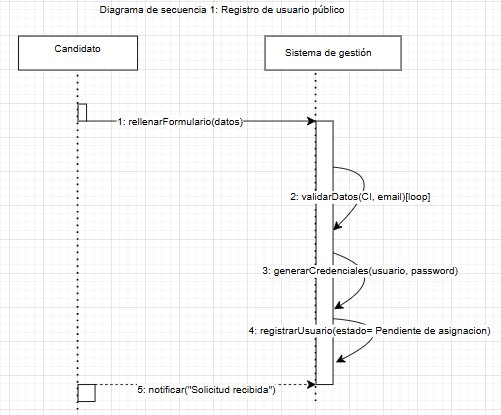 Diagrama de secuencia 1: Registro de usuario público
Candidato
Sistema de gestión
1: rellenarFormulario(datos)
2: validarDatos(CI, email)[loop]
3: generarCredenciales(usuario, password)
4: registrarUsuario(estado= Pendiente de asignacion)
5: notificar("Solicitud recibida")